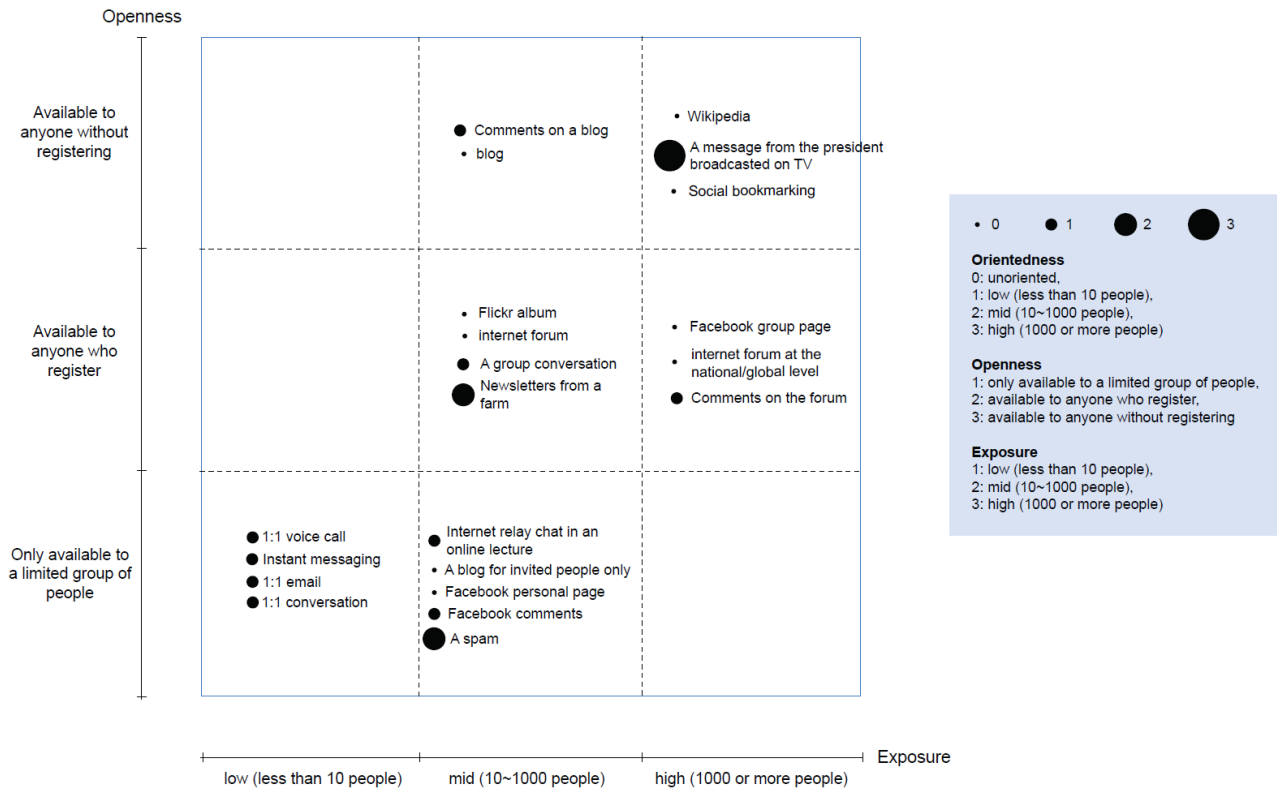 Openness
Available to
anyone without
registering
Comments on a blog
blog
Wikipedia
A message from the president
broadcasted on TV
Social bookmarking
Available to
anyone who
register
Flickr album
internet forum
A group conversation
Newsletters from a
farm
Facebook group page
internet forum at the
national/global level
Comments on the forum
Only available to
a limited group of
people
1:1 voice call
Instant messaging
1:1 email
1:1 conversation
Internet relay chat in an
online lecture
A blog for invited people only
Facebook personal page
Facebook comments
A spam
low (less than 10 people)
mid (10~1000 people)
high (1000 or more people)
Exposure
0 1 2 3
Orientedness
0: unoriented,
1: low (less than 10 people),
2: mid (10~1000 people),
3: high (1000 or more people)
Openness
1: only available to a limited group of people,
2: available to anyone who register,
3: available to anyone without registering
Exposure
1: low (less than 10 people),
2: mid (10~1000 people),
3: high (1000 or more people)